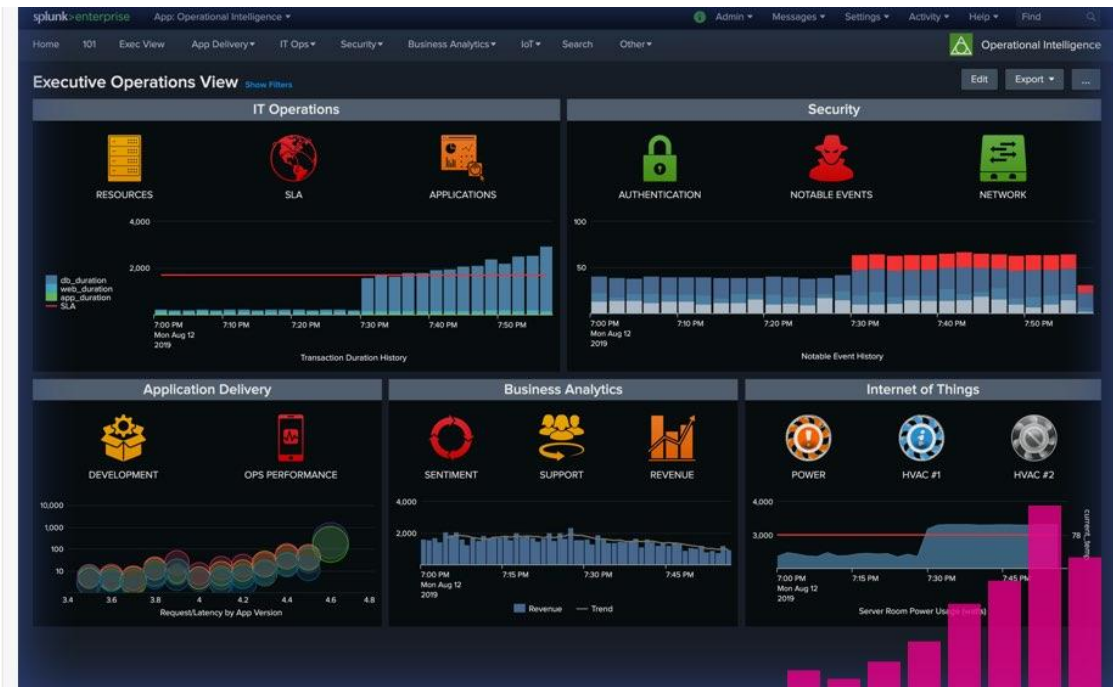 splunk>enterprise App: Operational Intelligence Admin Messages Settings Activity Help Find
Home 101 Exec View App Delivery IT Ops Security Business Analytics IoT Search Other Operational Intelligence
Executive Operations View Show Filters Edit Export ...
IT Operations
RESOURCES SLA APPLICATIONS
4,000
2,000
db_duration
web_duration
app_duration
SLA
7:00 PM 7:10 PM 7:20 PM 7:30 PM 7:40 PM 7:50 PM
Mon Aug 12
2019
Transaction Duration History
Security
AUTHENTICATION NOTABLE EVENTS NETWORK
100
50
7:00 PM 7:10 PM 7:20 PM 7:30 PM 7:40 PM 7:50 PM
Mon Aug 12
2019
Notable Event History
Application Delivery
DEVELOPMENT OPS PERFORMANCE
10,000
1,000
100
10
3.4 3.6 3.8 4 4.2 4.4 4.6 4.8
Request/Latency by App Version
Business Analytics
SENTIMENT SUPPORT REVENUE
4,000
2,000
7:00 PM 7:15 PM 7:30 PM 7:45 PM
Mon Aug 12
2019
Revenue Trend
Internet of Things
POWER HVAC #1 HVAC #2
4,000
3,000 78
current_temp
7:00 PM 7:15 PM 7:30 PM 7:45 PM
Mon Aug 12
2019
Server Room Power Usage (watts)